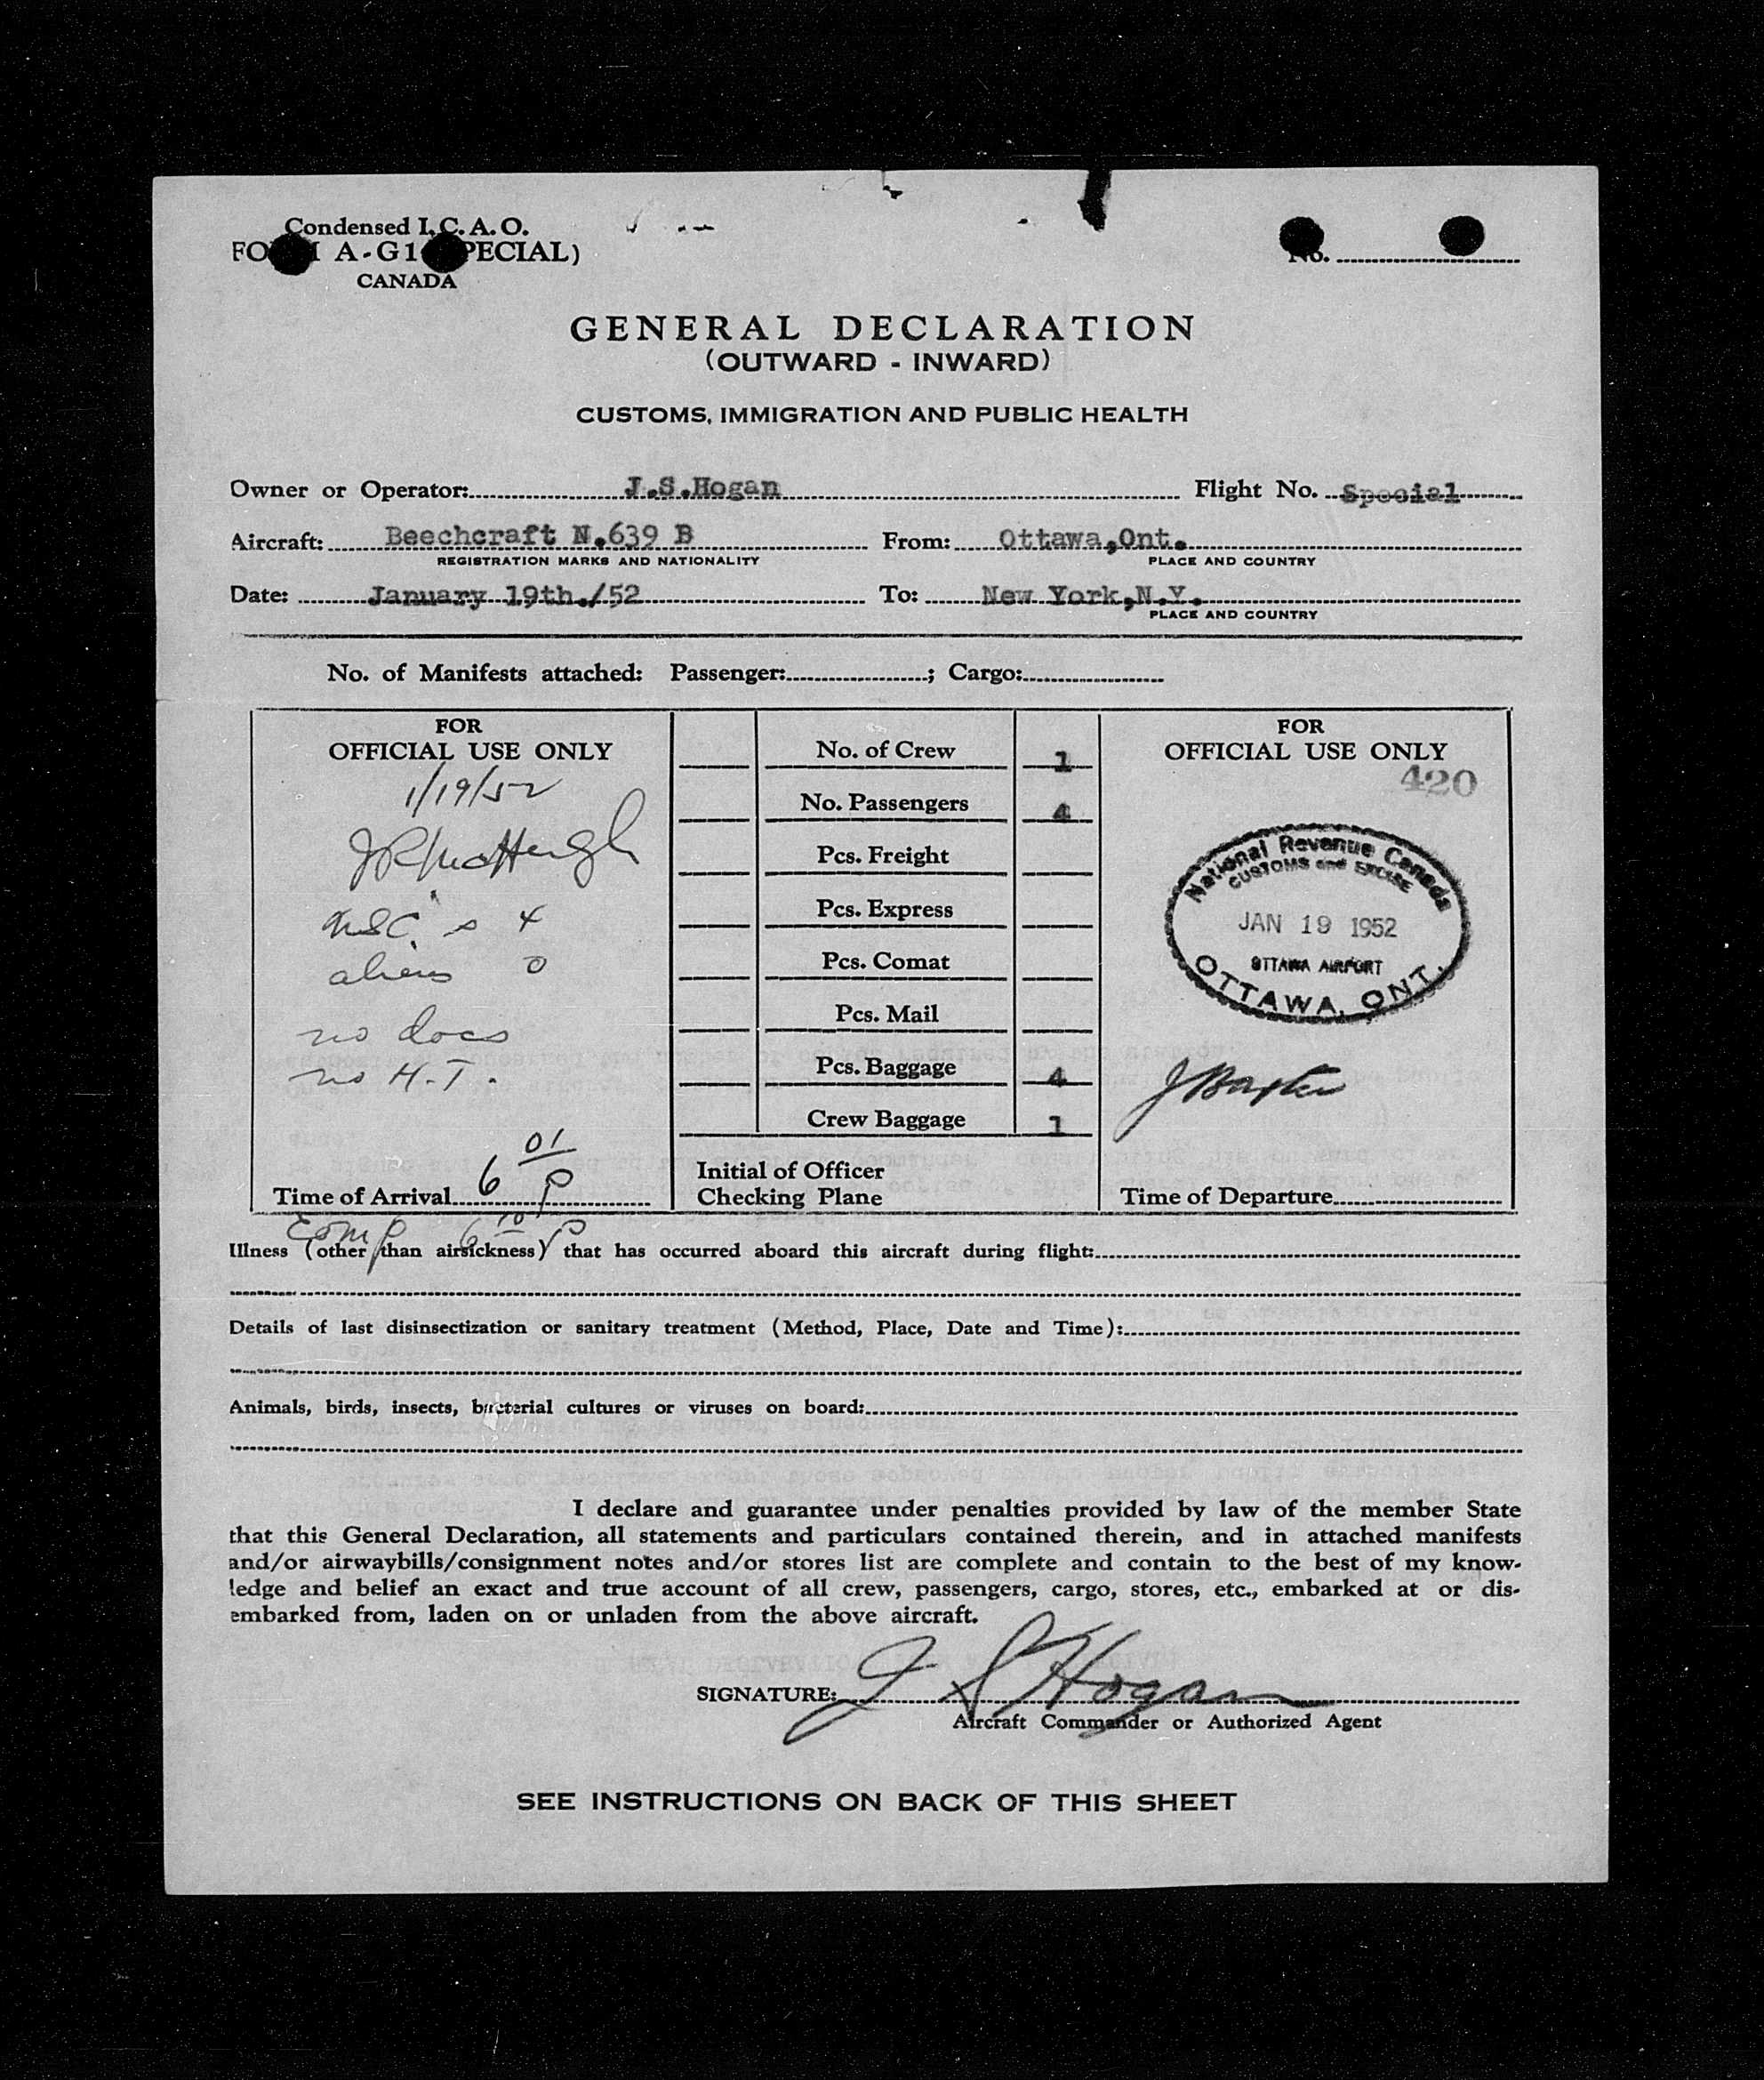 Condensed I.C.A.O.
FORM A-G1 (SPECIAL)
CANADA
No.
GENERAL DECLARATION
(OUTWARD - INWARD)
CUSTOMS, IMMIGRATION AND PUBLIC HEALTH
Owner or Operator: J.S.Hogan Flight No. Special
Aircraft: Beechcraft N.639 B From: Ottawa,Ont.
REGISTRATION MARKS AND NATIONALITY PLACE AND COUNTRY
Date: January 19th./52 To: New York,N.Y.
PLACE AND COUNTRY
No. of Manifests attached: Passenger: ; Cargo:
FOR
OFFICIAL USE ONLY
1/19/52
4
aliens 0
no docs
no H.T.
6 01 P
Time of Arrival
Comp 6 10 P
No. of Crew 1
No. Passengers 4
Pcs. Freight
Pcs. Express
Pcs. Comat
Pcs. Mail
Pcs. Baggage 4
Crew Baggage 1
Initial of Officer
Checking Plane
FOR
OFFICIAL USE ONLY
420
National Revenue Canada
CUSTOMS and EXCISE
JAN 19 1952
OTTAWA AIRPORT
OTTAWA, ONT.
J Baxter
Time of Departure
Illness (other than airsickness) that has occurred aboard this aircraft during flight:
Details of last disinsectization or sanitary treatment (Method, Place, Date and Time):
Animals, birds, insects, bacterial cultures or viruses on board:
I declare and guarantee under penalties provided by law of the member State
that this General Declaration, all statements and particulars contained therein, and in attached manifests
and/or airwaybills/consignment notes and/or stores list are complete and contain to the best of my know-
ledge and belief an exact and true account of all crew, passengers, cargo, stores, etc., embarked at or dis-
embarked from, laden on or unladen from the above aircraft.
SIGNATURE: J S Hogan
Aircraft Commander or Authorized Agent
SEE INSTRUCTIONS ON BACK OF THIS SHEET